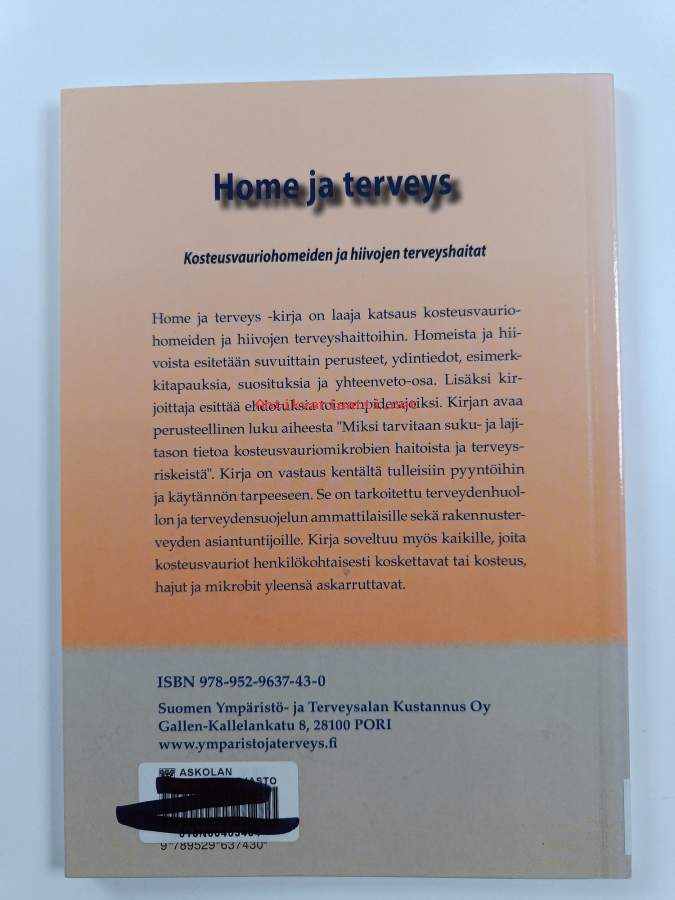 Home ja terveys
Kosteusvauriohomeiden ja hiivojen terveyshaitat
Home ja terveys -kirja on laaja katsaus kosteusvaurio-
homeiden ja hiivojen terveyshaittoihin. Homeista ja hii-
voista esitetään suvuittain perusteet, ydintiedot, esimerk-
kitapauksia, suosituksia ja yhteenveto-osa. Lisäksi kir-
joittaja esittää ehdotuksia toimenpiderajoiksi. Kirjan avaa
perusteellinen luku aiheesta "Miksi tarvitaan suku- ja laji-
tason tietoa kosteusvauriomikrobien haitoista ja terveys-
riskeistä". Kirja on vastaus kentältä tulleisiin pyyntöihin
ja käytännön tarpeeseen. Se on tarkoitettu terveydenhuol-
lon ja terveydensuojelun ammattilaisille sekä rakennuster-
veyden asiantuntijoille. Kirja soveltuu myös kaikille, joita
kosteusvauriot henkilökohtaisesti koskettavat tai kosteus,
hajut ja mikrobit yleensä askarruttavat.
ISBN 978-952-9637-43-0
Suomen Ympäristö- ja Terveysalan Kustannus Oy
Gallen-Kallelankatu 8, 28100 PORI
www.ymparistojaterveys.fi
ASKOLAN
9 789529 637430